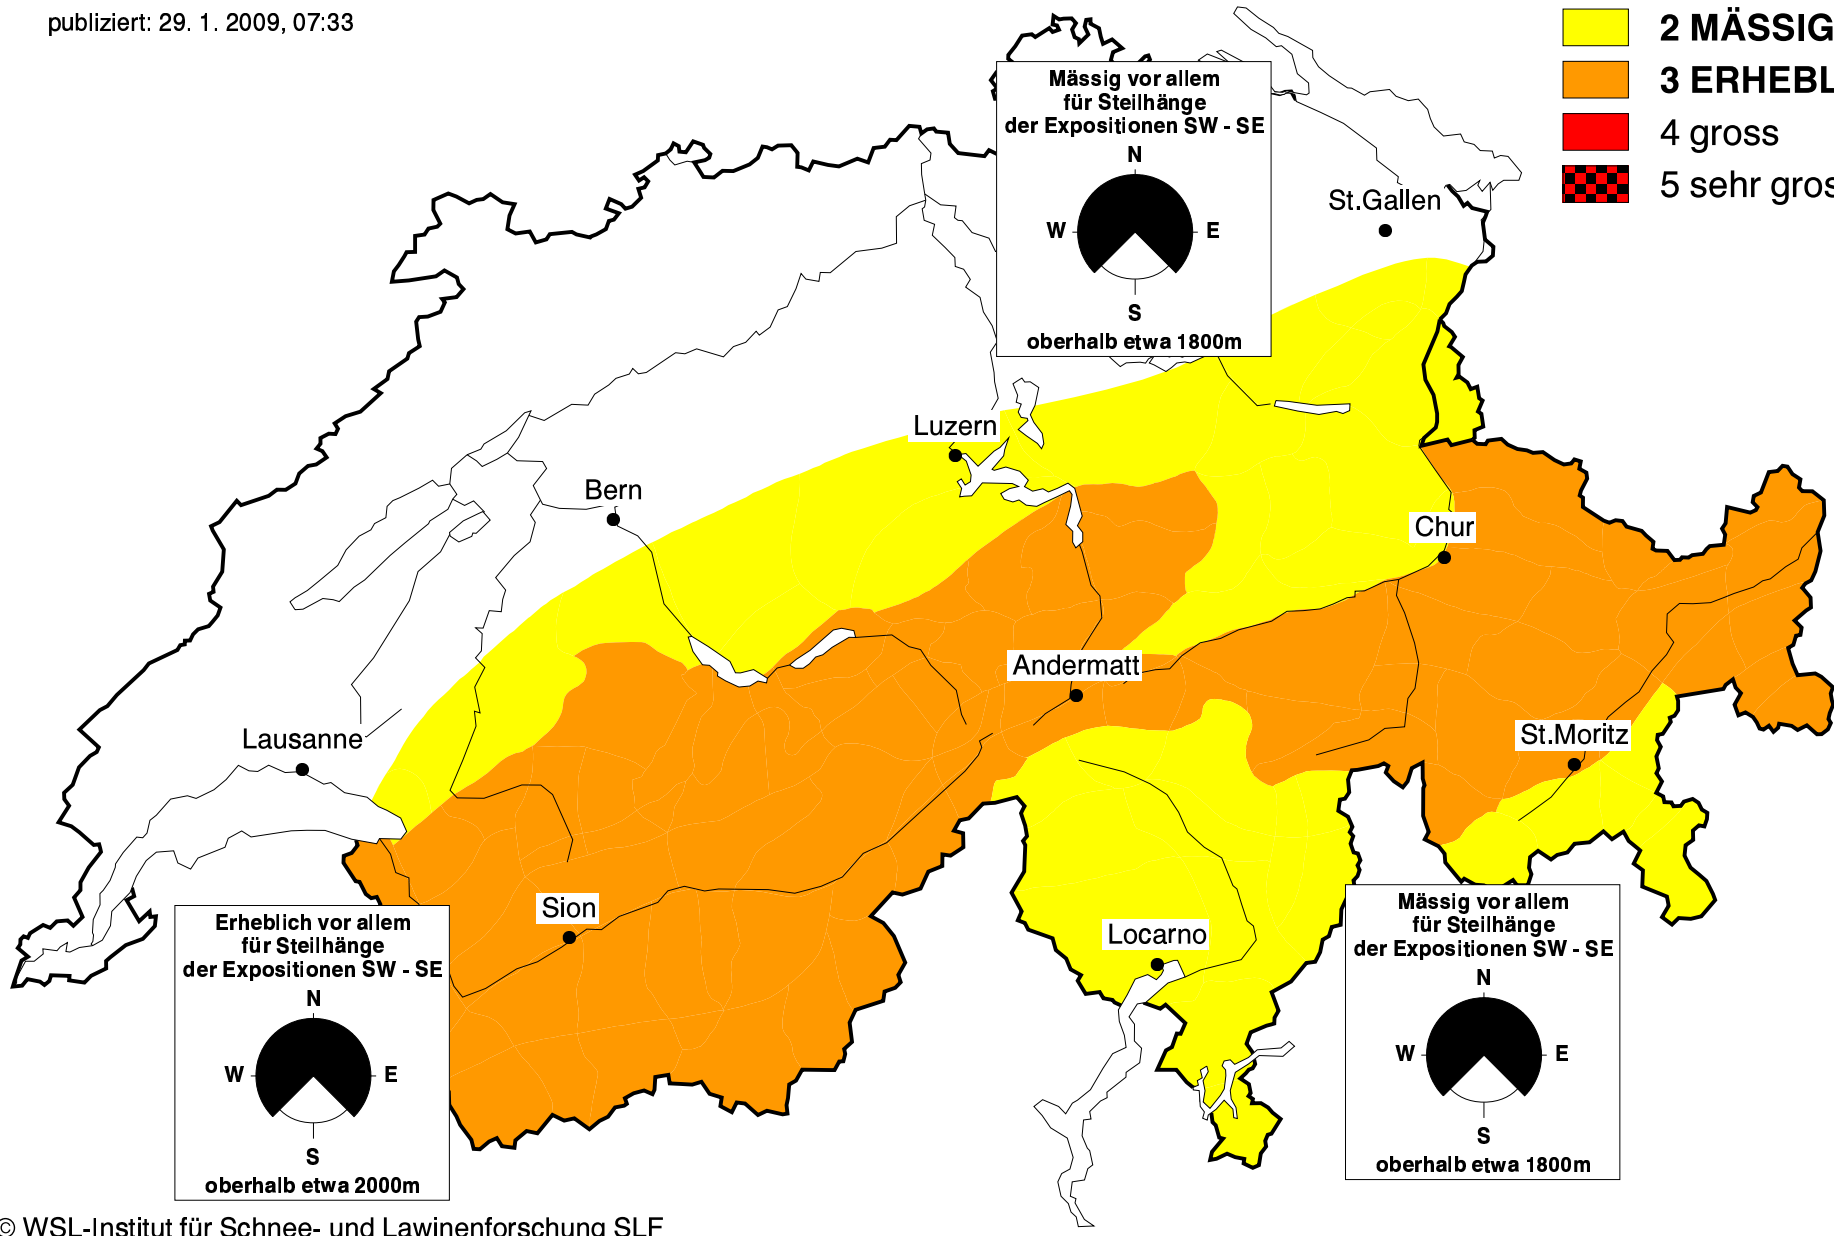 publiziert: 29. 1. 2009, 07:33
2 MÄSSIG
3 ERHEBL
4 gross
5 sehr gros
Mässig vor allem
für Steilhänge
der Expositionen SW - SE
N
W E
S
oberhalb etwa 1800m
St.Gallen
Luzern
Bern
Chur
Andermatt
Lausanne
St.Moritz
Sion
Locarno
Erheblich vor allem
für Steilhänge
der Expositionen SW - SE
N
W E
S
oberhalb etwa 2000m
Mässig vor allem
für Steilhänge
der Expositionen SW - SE
N
W E
S
oberhalb etwa 1800m
© WSL-Institut für Schnee- und Lawinenforschung SLF